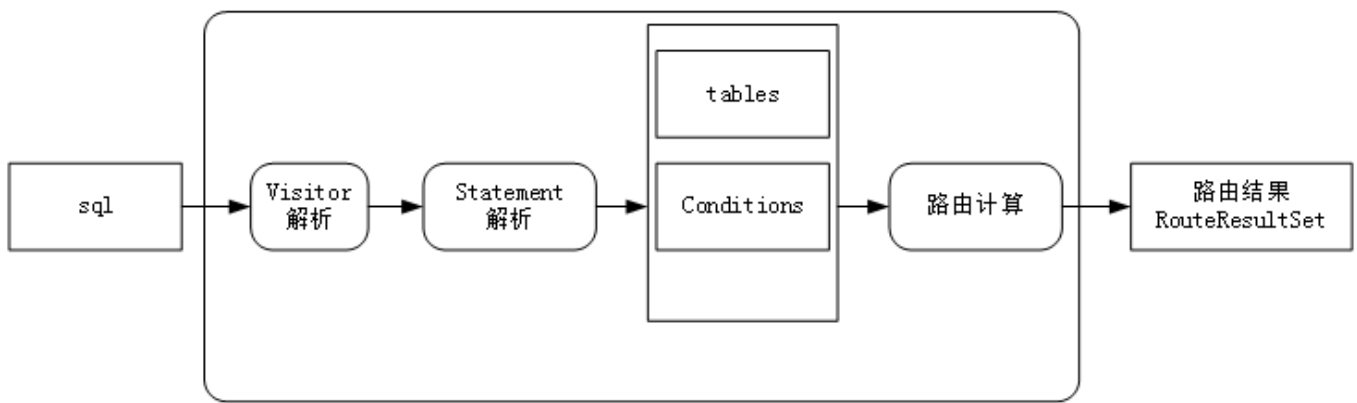 sql
Visitor
解析
Statement
解析
tables
Conditions
路由计算
路由结果
RouteResultSet